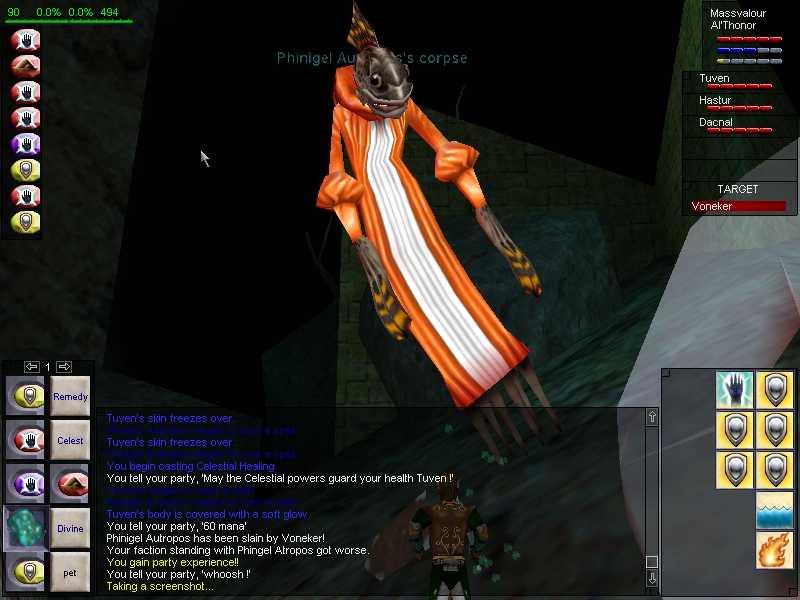 90 0.0% 0.0% 494
Massvalour
Al'Thonor
Phinigel Autropos's corpse
Tuven
Hastur
Dacnal
TARGET
Voneker
1
Remedy
Celest
Divine
pet
Tuven's skin freezes over.
Tuven's skin freezes over.
You begin casting Celestial Healing.
You tell your party, 'May the Celestial powers guard your health Tuven !'
Tuven's body is covered with a soft glow.
You tell your party, '60 mana'
Phinigel Autropos has been slain by Voneker!
Your faction standing with Phingel Atropos got worse.
You gain party experience!!
You tell your party, 'whoosh !'
Taking a screenshot...